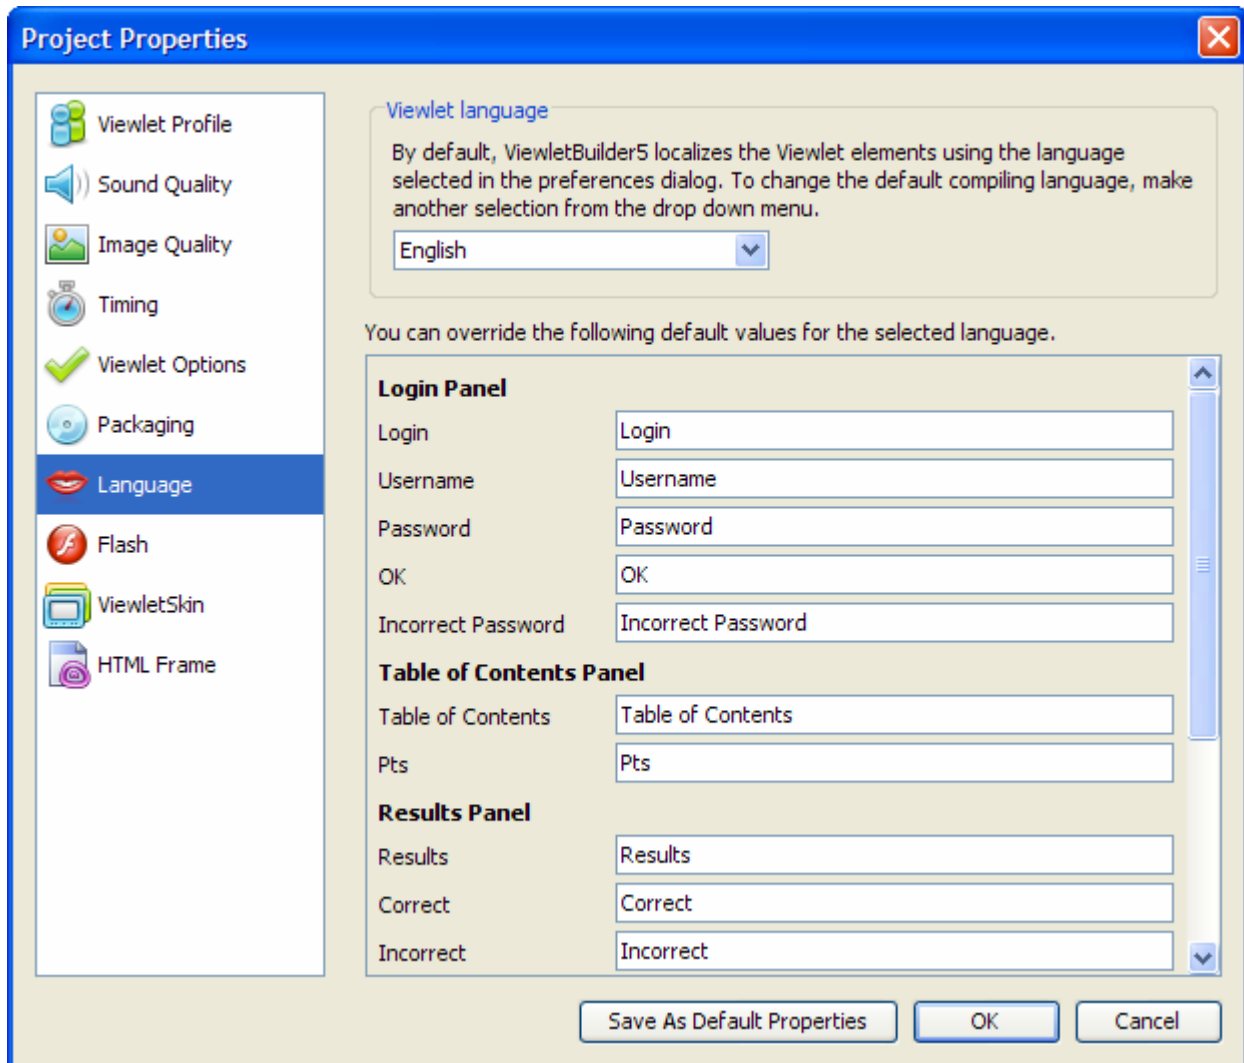 Project Properties
Viewlet Profile
Sound Quality
Image Quality
Timing
Viewlet Options
Packaging
Language
Flash
ViewletSkin
HTML Frame
Viewlet language
By default, ViewletBuilder5 localizes the Viewlet elements using the language
selected in the preferences dialog. To change the default compiling language, make
another selection from the drop down menu.
English
You can override the following default values for the selected language.
Login Panel
Login Login
Username Username
Password Password
OK OK
Incorrect Password Incorrect Password
Table of Contents Panel
Table of Contents Table of Contents
Pts Pts
Results Panel
Results Results
Correct Correct
Incorrect Incorrect
Save As Default Properties OK Cancel